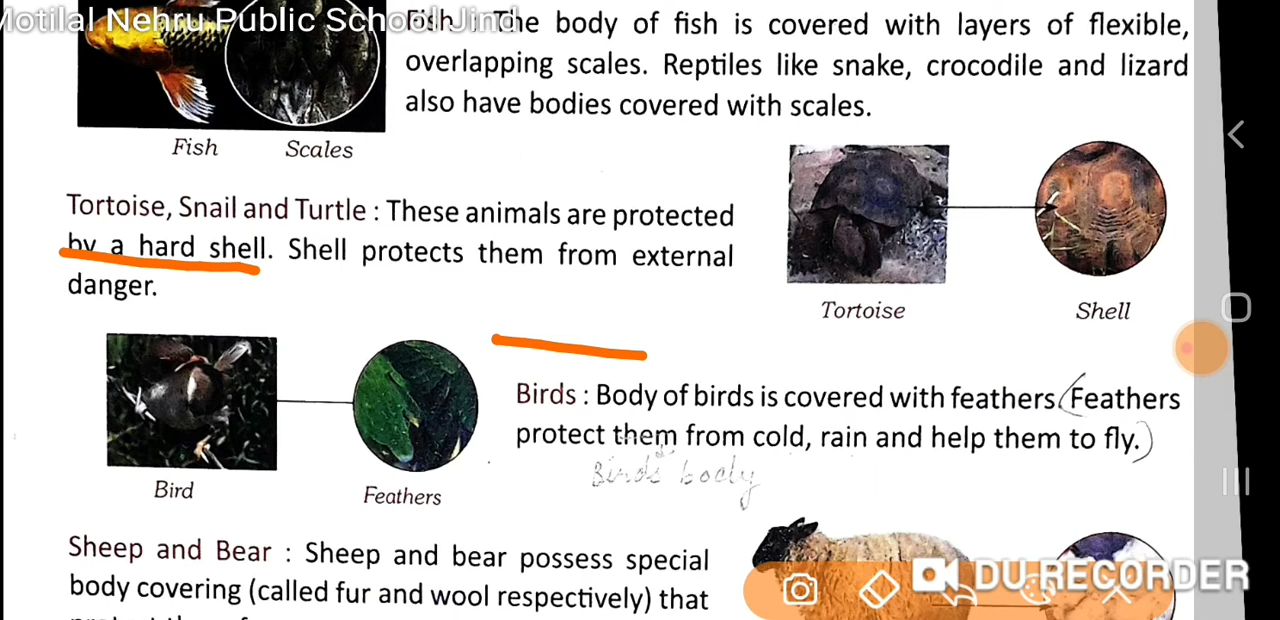 Motilal Nehru Public School Jind
Fish : The body of fish is covered with layers of flexible,
overlapping scales. Reptiles like snake, crocodile and lizard
also have bodies covered with scales.
Fish Scales
Tortoise, Snail and Turtle : These animals are protected
by a hard shell. Shell protects them from external
danger.
Tortoise Shell
Birds : Body of birds is covered with feathers (Feathers
protect them from cold, rain and help them to fly.)
Birds body
Bird Feathers
Sheep and Bear : Sheep and bear possess special
body covering (called fur and wool respectively) that
DU RECORDER